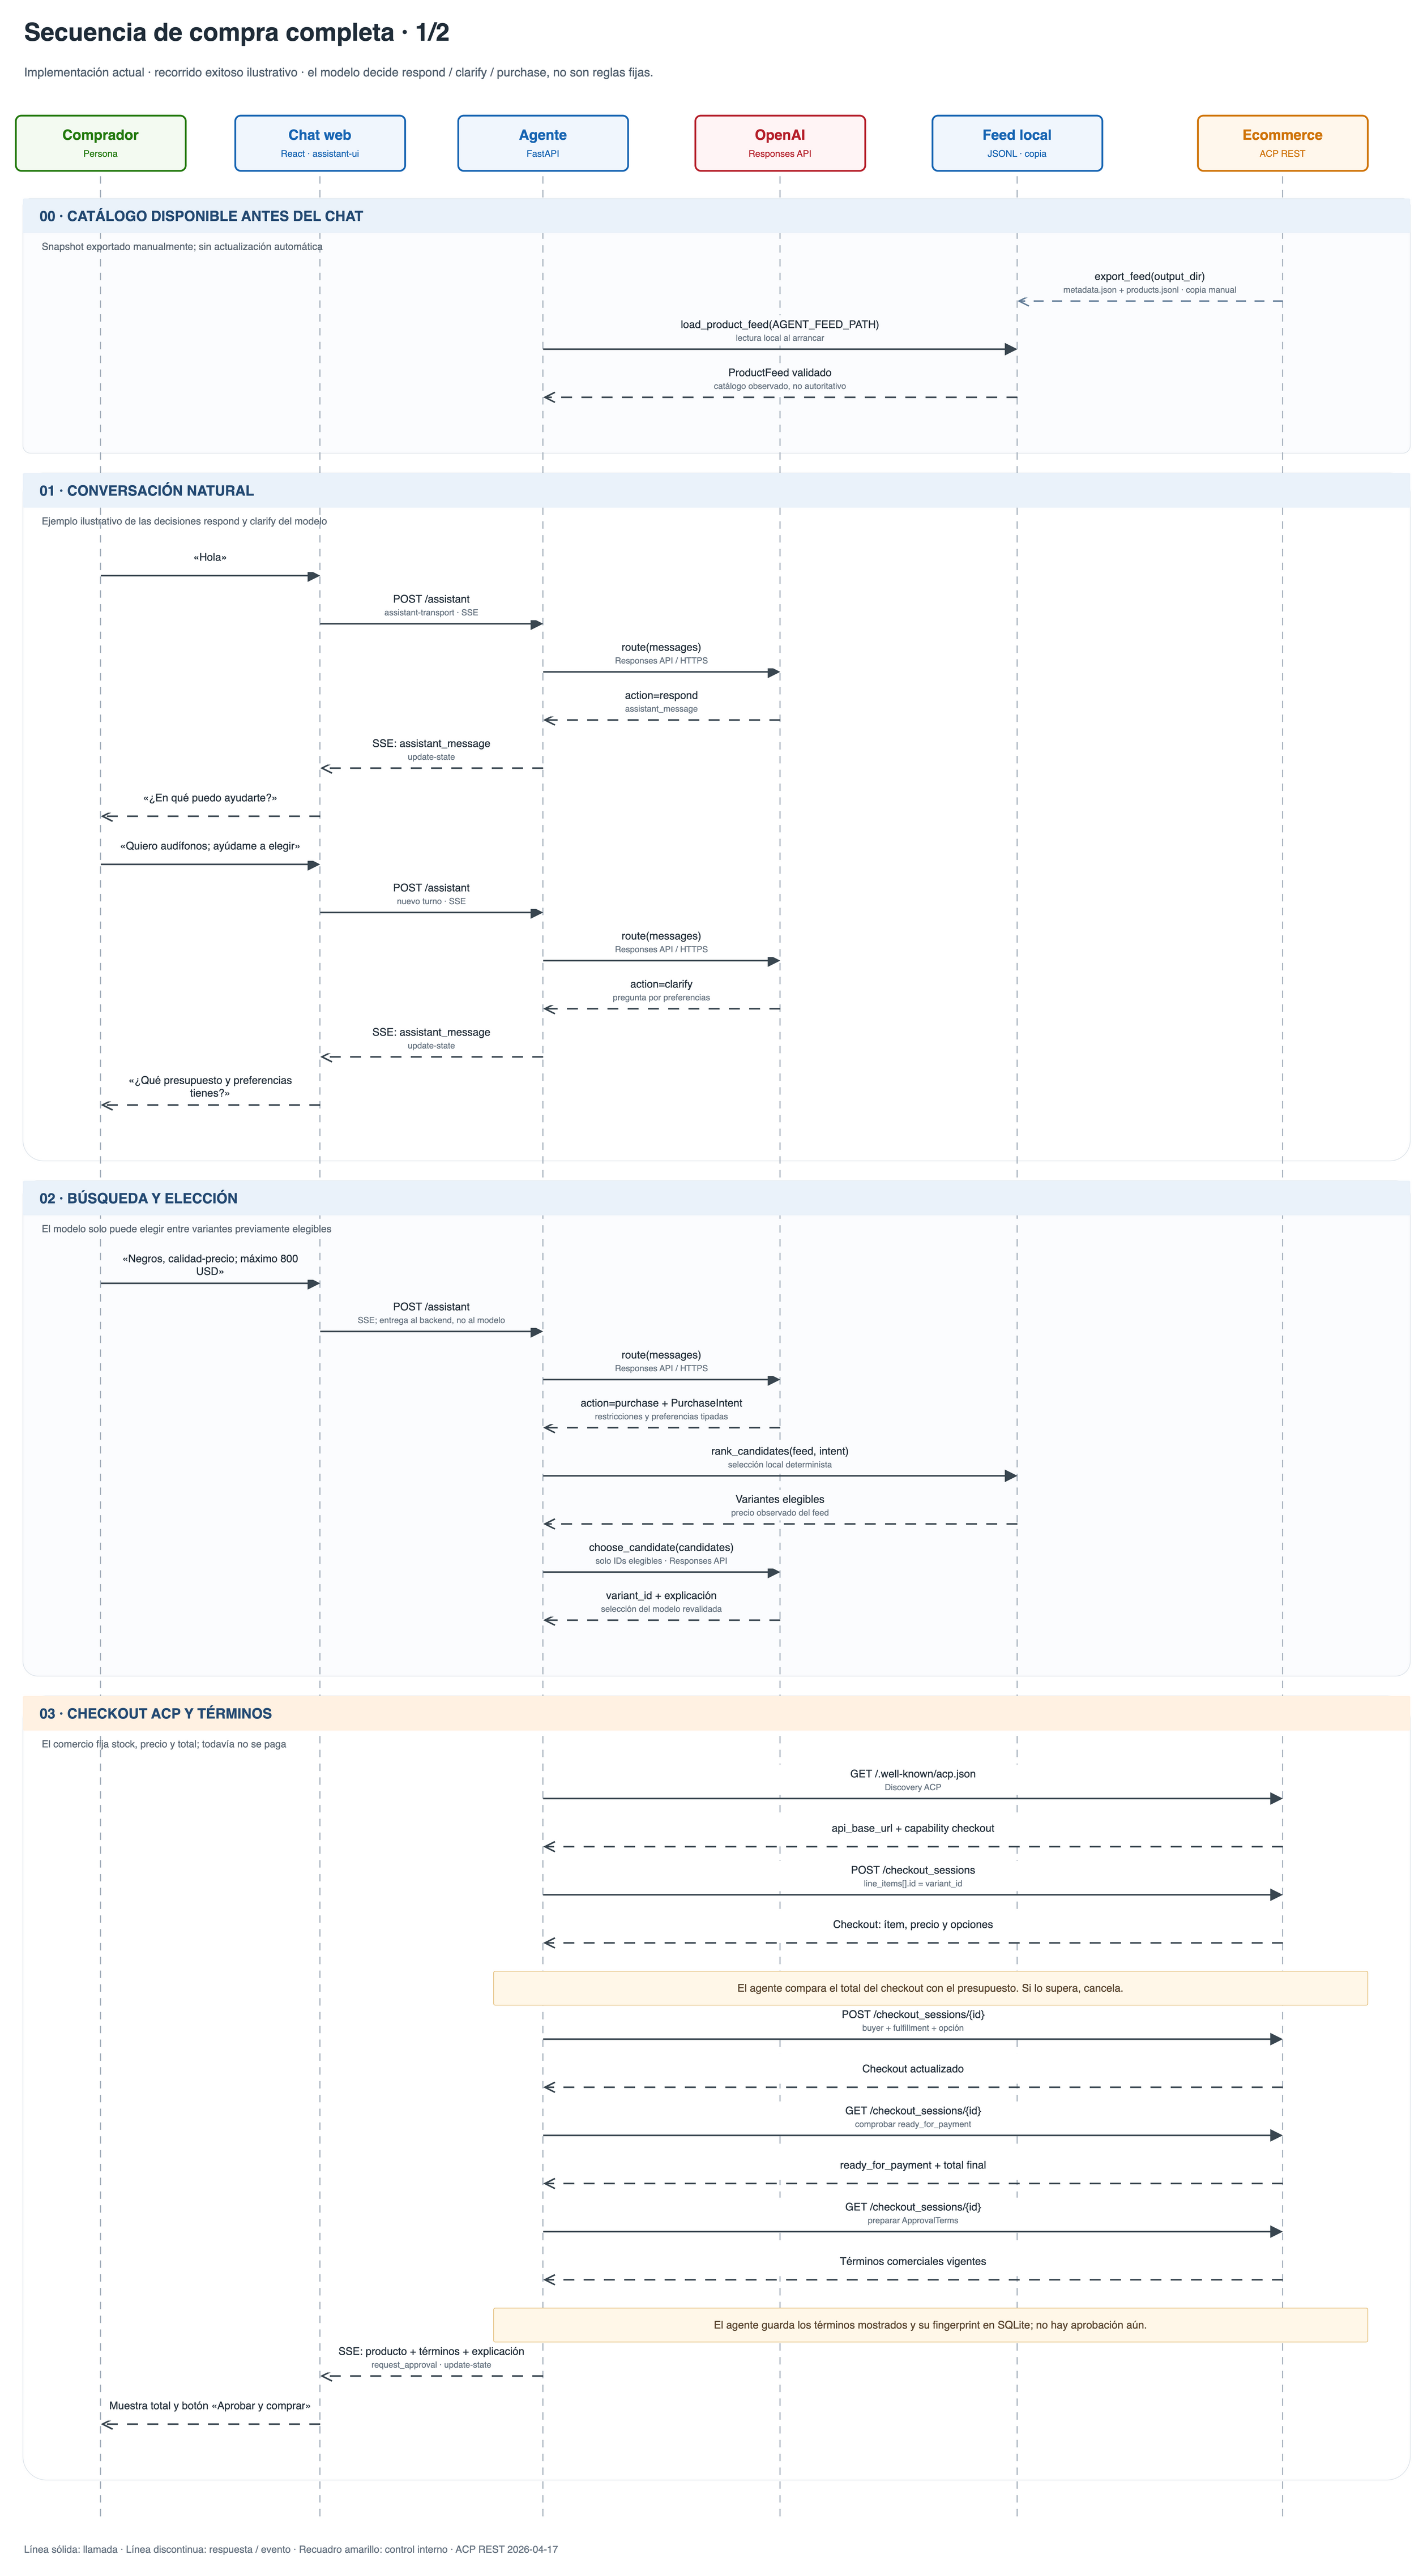 Secuencia de compra completa · 1/2
Implementación actual · recorrido exitoso ilustrativo · el modelo decide respond / clarify / purchase, no son reglas fijas.
Comprador
Persona
Chat web
React · assistant-ui
Agente
FastAPI
OpenAI
Responses API
Feed local
JSONL · copia
Ecommerce
ACP REST
00 · CATÁLOGO DISPONIBLE ANTES DEL CHAT
Snapshot exportado manualmente; sin actualización automática
export_feed(output_dir)
metadata.json + products.jsonl · copia manual
load_product_feed(AGENT_FEED_PATH)
lectura local al arrancar
ProductFeed validado
catálogo observado, no autoritativo
01 · CONVERSACIÓN NATURAL
Ejemplo ilustrativo de las decisiones respond y clarify del modelo
«Hola»
POST /assistant
assistant-transport · SSE
route(messages)
Responses API / HTTPS
action=respond
assistant_message
SSE: assistant_message
update-state
«¿En qué puedo ayudarte?»
«Quiero audífonos; ayúdame a elegir»
POST /assistant
nuevo turno · SSE
route(messages)
Responses API / HTTPS
action=clarify
pregunta por preferencias
SSE: assistant_message
update-state
«¿Qué presupuesto y preferencias
tienes?»
02 · BÚSQUEDA Y ELECCIÓN
El modelo solo puede elegir entre variantes previamente elegibles
«Negros, calidad-precio; máximo 800
USD»
POST /assistant
SSE; entrega al backend, no al modelo
route(messages)
Responses API / HTTPS
action=purchase + PurchaseIntent
restricciones y preferencias tipadas
rank_candidates(feed, intent)
selección local determinista
Variantes elegibles
precio observado del feed
choose_candidate(candidates)
solo IDs elegibles · Responses API
variant_id + explicación
selección del modelo revalidada
03 · CHECKOUT ACP Y TÉRMINOS
El comercio fija stock, precio y total; todavía no se paga
GET /.well-known/acp.json
Discovery ACP
api_base_url + capability checkout
POST /checkout_sessions
line_items[].id = variant_id
Checkout: ítem, precio y opciones
El agente compara el total del checkout con el presupuesto. Si lo supera, cancela.
POST /checkout_sessions/{id}
buyer + fulfillment + opción
Checkout actualizado
GET /checkout_sessions/{id}
comprobar ready_for_payment
ready_for_payment + total final
GET /checkout_sessions/{id}
preparar ApprovalTerms
Términos comerciales vigentes
El agente guarda los términos mostrados y su fingerprint en SQLite; no hay aprobación aún.
SSE: producto + términos + explicación
request_approval · update-state
Muestra total y botón «Aprobar y comprar»
Línea sólida: llamada · Línea discontinua: respuesta / evento · Recuadro amarillo: control interno · ACP REST 2026-04-17